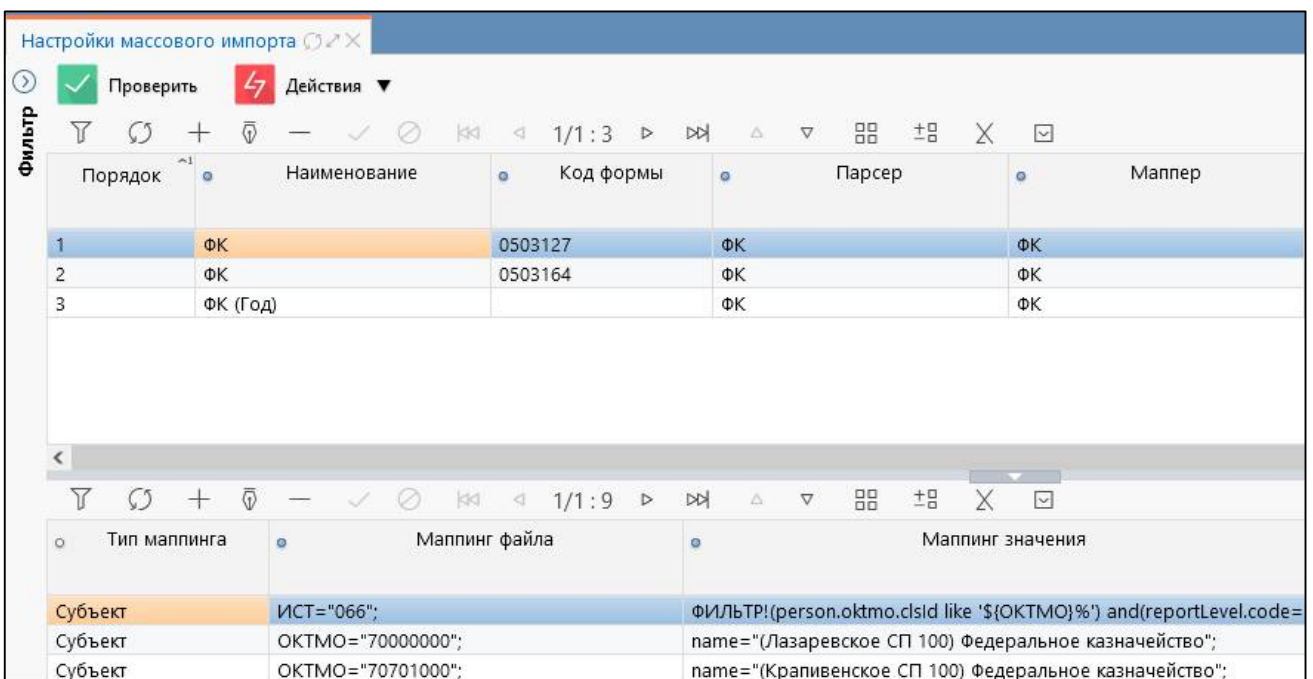 Настройки массового импорта
Фильтр
Проверить Действия
1/1 : 3
Порядок ^1 Наименование Код формы Парсер Маппер
1 ФК 0503127 ФК ФК
2 ФК 0503164 ФК ФК
3 ФК (Год) ФК ФК
1/1 : 9
Тип маппинга Маппинг файла Маппинг значения
Субъект ИСТ="066"; ФИЛЬТР!(person.oktmo.clsId like '${OKTMO}%') and(reportLevel.code=
Субъект OKTMO="70000000"; name="(Лазаревское СП 100) Федеральное казначейство";
Субъект OKTMO="70701000"; name="(Крапивенское СП 100) Федеральное казначейство";